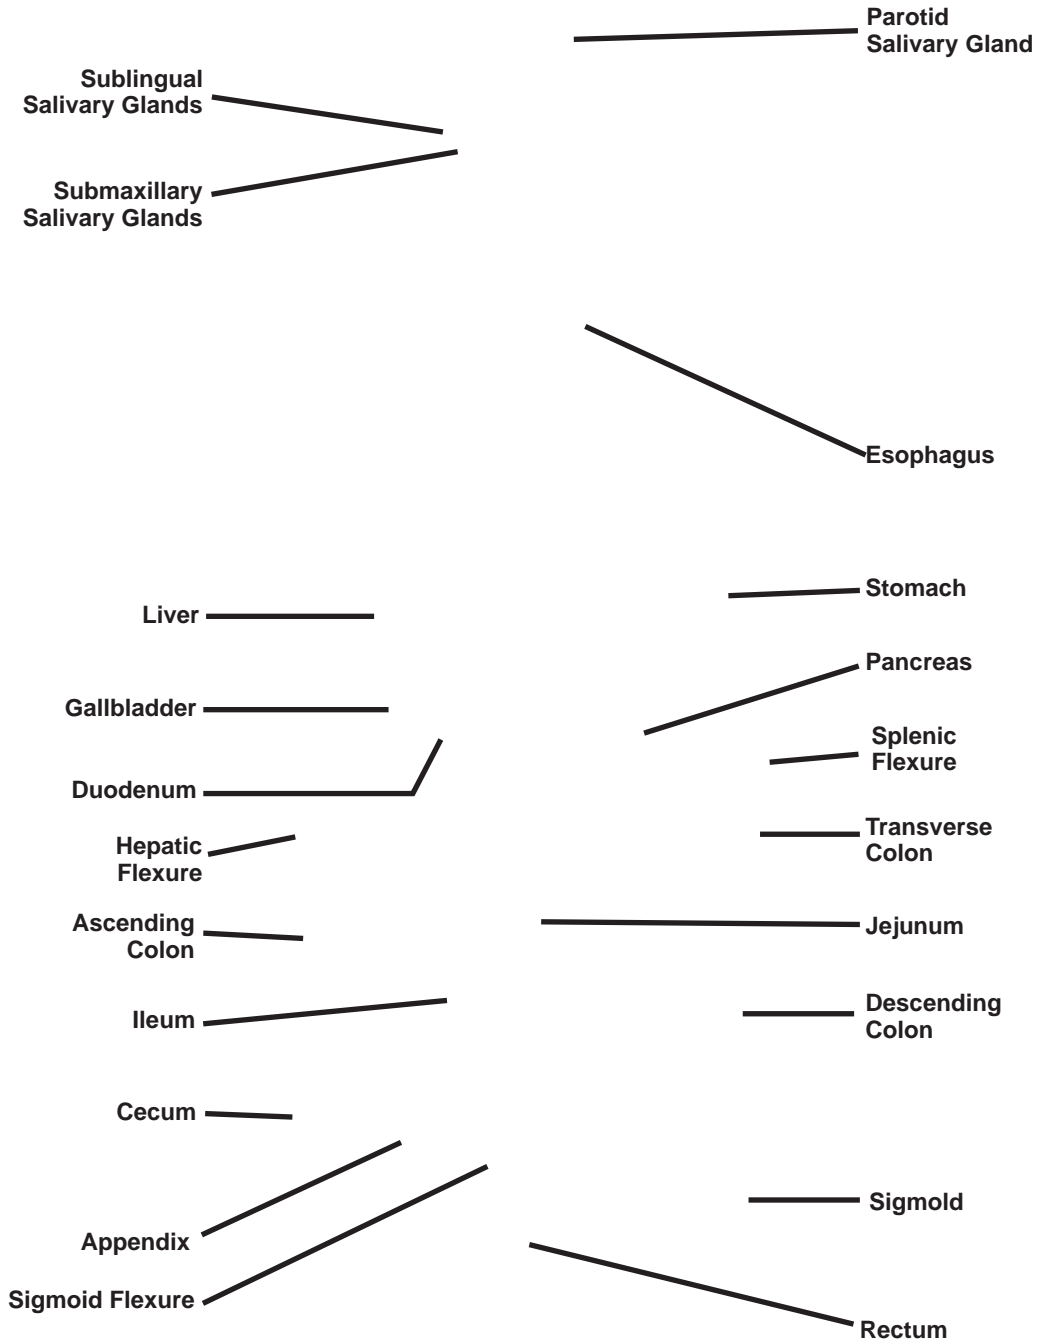 Parotid
Salivary Gland
Sublingual
Salivary Glands
Submaxillary
Salivary Glands
Esophagus
Stomach
Liver
Pancreas
Gallbladder
Splenic
Flexure
Duodenum
Transverse
Colon
Hepatic
Flexure
Ascending
Colon
Jejunum
Ileum
Descending
Colon
Cecum
Sigmold
Appendix
Sigmoid Flexure
Rectum